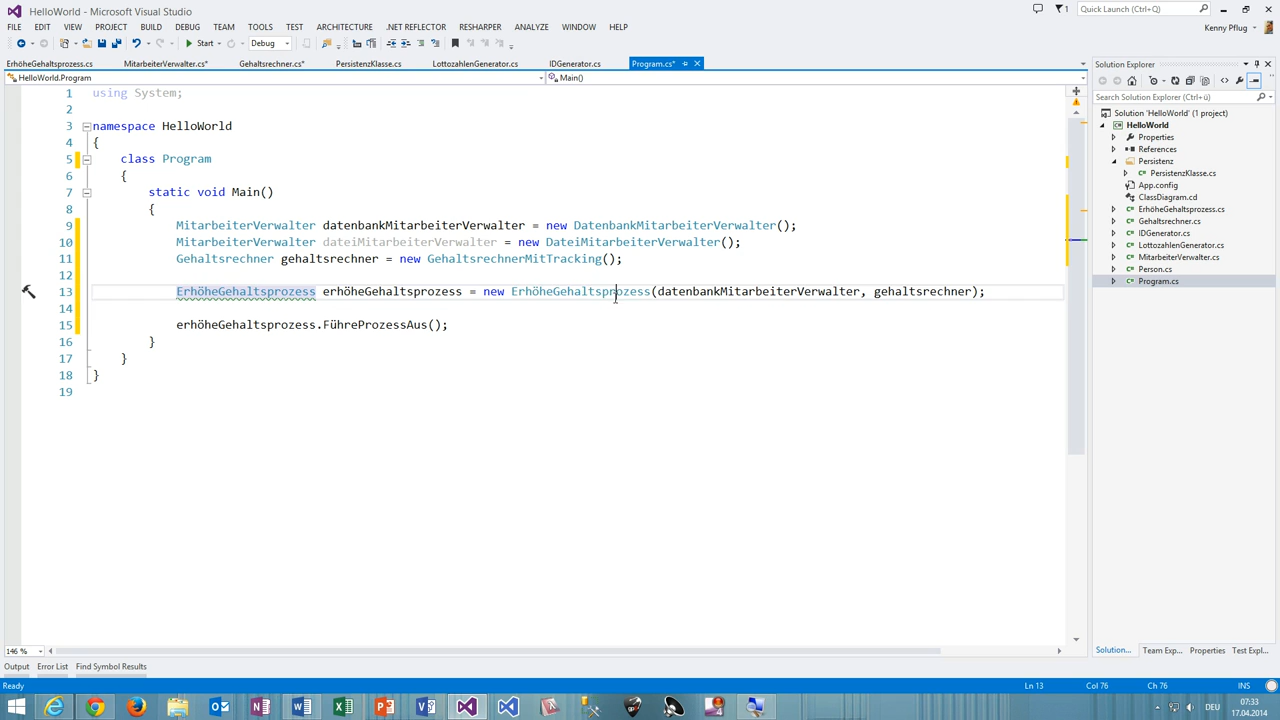 HelloWorld - Microsoft Visual Studio
Quick Launch (Ctrl+Q)
FILE EDIT VIEW PROJECT BUILD DEBUG TEAM TOOLS TEST ARCHITECTURE .NET REFLECTOR RESHARPER ANALYZE WINDOW HELP
Kenny Pflug
Start Debug
ErhöheGehaltsprozess.cs MitarbeiterVerwalter.cs* Gehaltsrechner.cs* PersistenzKlasse.cs LottozahlenGenerator.cs IDGenerator.cs Program.cs*
HelloWorld.Program Main()
1 using System;
2
3 namespace HelloWorld
4 {
5 class Program
6 {
7 static void Main()
8 {
9 MitarbeiterVerwalter datenbankMitarbeiterVerwalter = new DatenbankMitarbeiterVerwalter();
10 MitarbeiterVerwalter dateiMitarbeiterVerwalter = new DateiMitarbeiterVerwalter();
11 Gehaltsrechner gehaltsrechner = new GehaltsrechnerMitTracking();
12
13 ErhöheGehaltsprozess erhöheGehaltsprozess = new ErhöheGehaltsprozess(datenbankMitarbeiterVerwalter, gehaltsrechner);
14
15 erhöheGehaltsprozess.FühreProzessAus();
16 }
17 }
18 }
19
146 %
Output Error List Find Symbol Results
Solution Explorer
Search Solution Explorer (Ctrl+ü)
Solution 'HelloWorld' (1 project)
HelloWorld
Properties
References
Persistenz
PersistenzKlasse.cs
App.config
ClassDiagram.cd
ErhöheGehaltsprozess.cs
Gehaltsrechner.cs
IDGenerator.cs
LottozahlenGenerator.cs
MitarbeiterVerwalter.cs
Person.cs
Program.cs
Solution... Team Exp... Properties Test Expl...
Ready Ln 13 Col 76 Ch 76 INS
DEU 07:33
17.04.2014